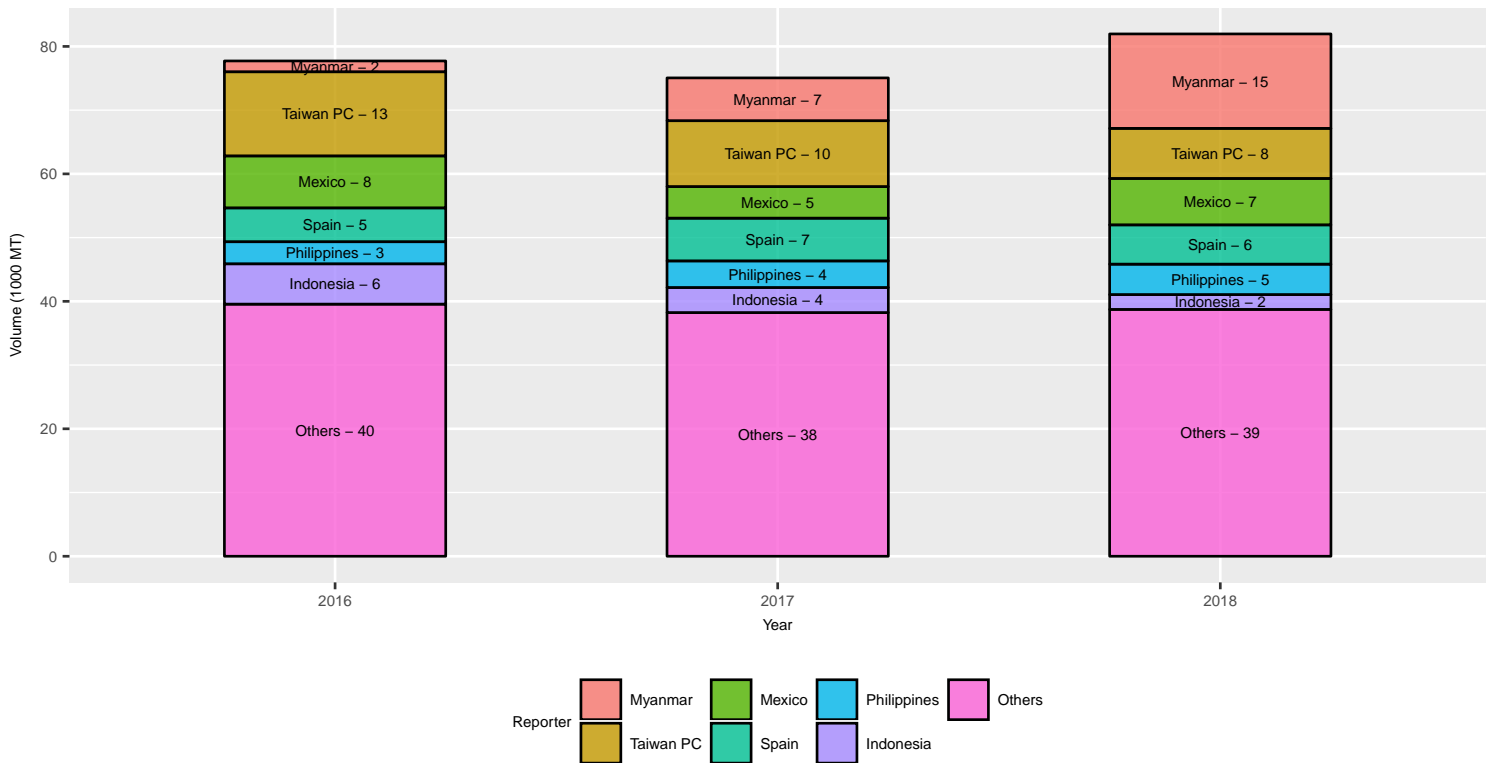 80
60
40
20
0
Volume (1000 MT)
Myanmar – 2
Taiwan PC – 13
Mexico – 8
Spain – 5
Philippines – 3
Indonesia – 6
Others – 40
Myanmar – 7
Taiwan PC – 10
Mexico – 5
Spain – 7
Philippines – 4
Indonesia – 4
Others – 38
Myanmar – 15
Taiwan PC – 8
Mexico – 7
Spain – 6
Philippines – 5
Indonesia – 2
Others – 39
2016
2017
2018
Year
Reporter
Myanmar
Taiwan PC
Mexico
Spain
Philippines
Indonesia
Others